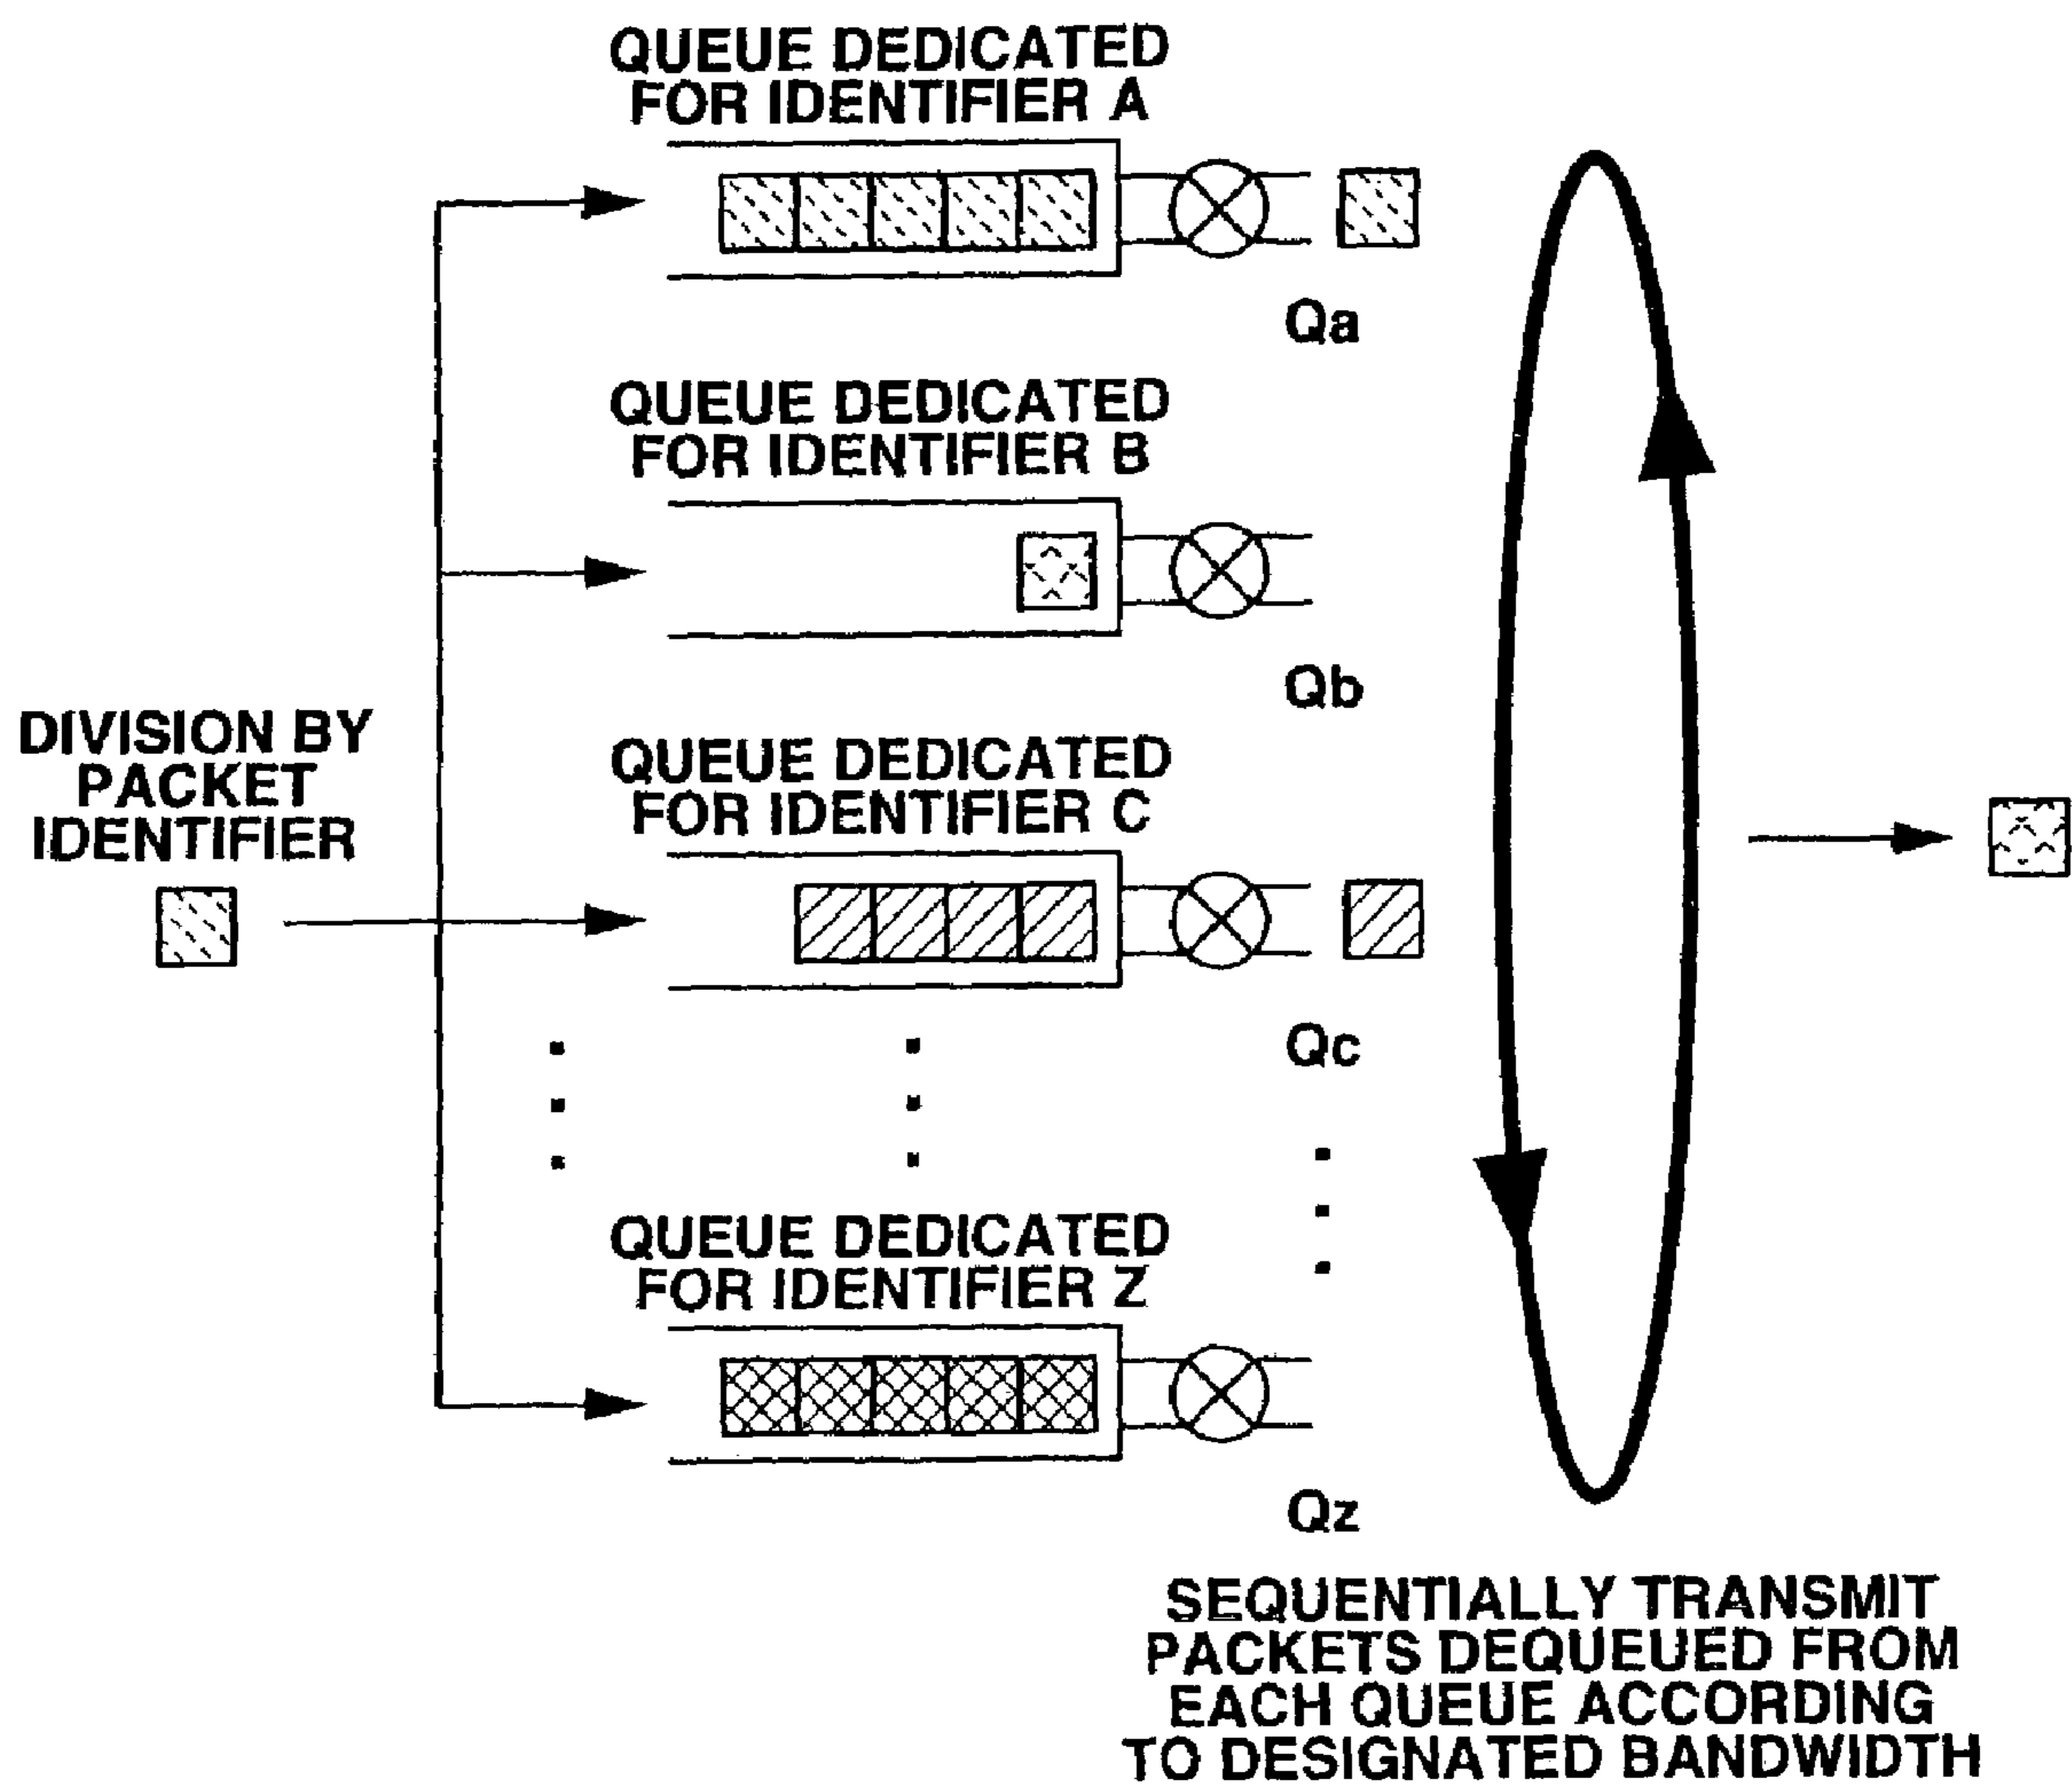 QUEUE DEDICATED
FOR IDENTIFIER A
Qa
QUEUE DEDICATED
FOR IDENTIFIER B
Qb
DIVISION BY
PACKET
IDENTIFIER
QUEUE DEDICATED
FOR IDENTIFIER C
Qc
QUEUE DEDICATED
FOR IDENTIFIER Z
Qz
SEQUENTIALLY TRANSMIT
PACKETS DEQUEUED FROM
EACH QUEUE ACCORDING
TO DESIGNATED BANDWIDTH